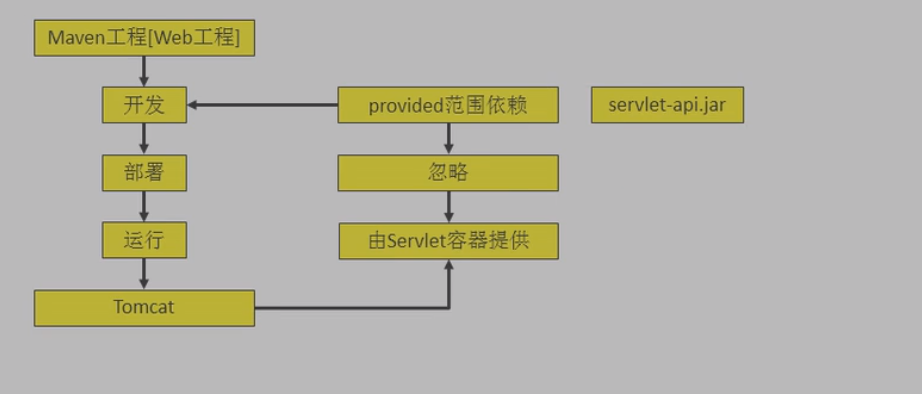 Maven工程[Web工程]
开发
provided范围依赖
servlet-api.jar
部署
忽略
运行
由Servlet容器提供
Tomcat